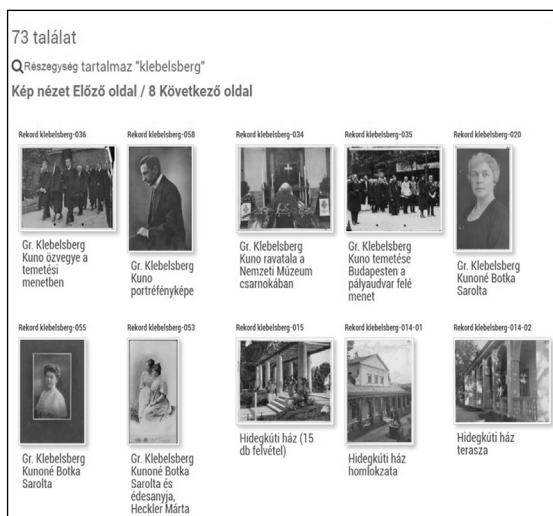 73 találat
Részegység tartalmaz "klebelsberg"
Kép nézet Előző oldal / 8 Következő oldal
Rekord klebelsberg-036
Gr. Klebelsberg
Kuno özvegye a
temetési
menetben
Rekord klebelsberg-058
Gr. Klebelsberg
Kuno
portréfényképe
Rekord klebelsberg-034
Gr. Klebelsberg
Kuno ravatala a
Nemzeti Múzeum
csarnokában
Rekord klebelsberg-035
Gr. Klebelsberg
Kuno temetése
Budapesten a
pályaudvar felé
menet
Rekord klebelsberg-020
Gr. Klebelsberg
Kunoné Botka
Sarolta
Rekord klebelsberg-055
Gr. Klebelsberg
Kunoné Botka
Sarolta
Rekord klebelsberg-053
Gr. Klebelsberg
Kunoné Botka
Sarolta és
édesanyja,
Heckler Márta
Rekord klebelsberg-015
Hidegkúti ház (15
db felvétel)
Rekord klebelsberg-014-01
Hidegkúti ház
homlokzata
Rekord klebelsberg-014-02
Hidegkúti ház
terasza